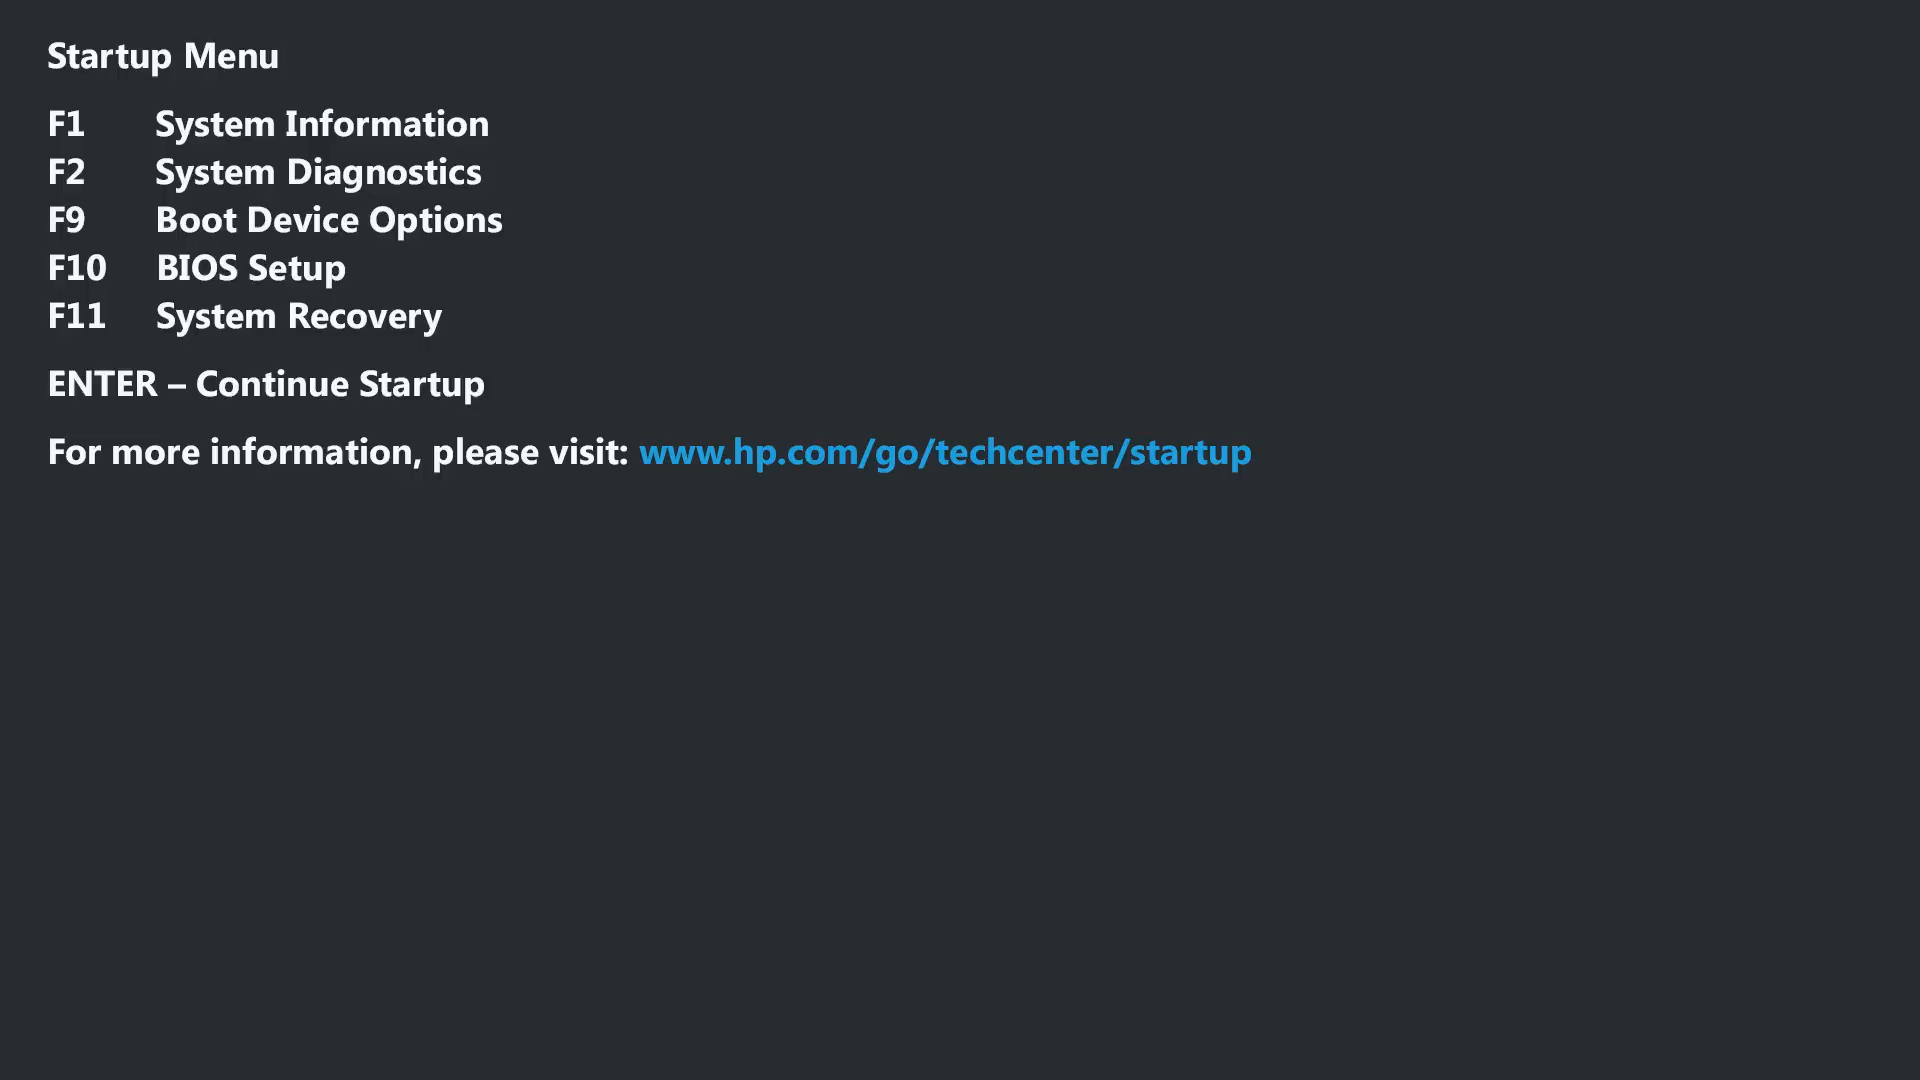 Startup Menu
F1 System Information
F2 System Diagnostics
F9 Boot Device Options
F10 BIOS Setup
F11 System Recovery
ENTER – Continue Startup
For more information, please visit: www.hp.com/go/techcenter/startup